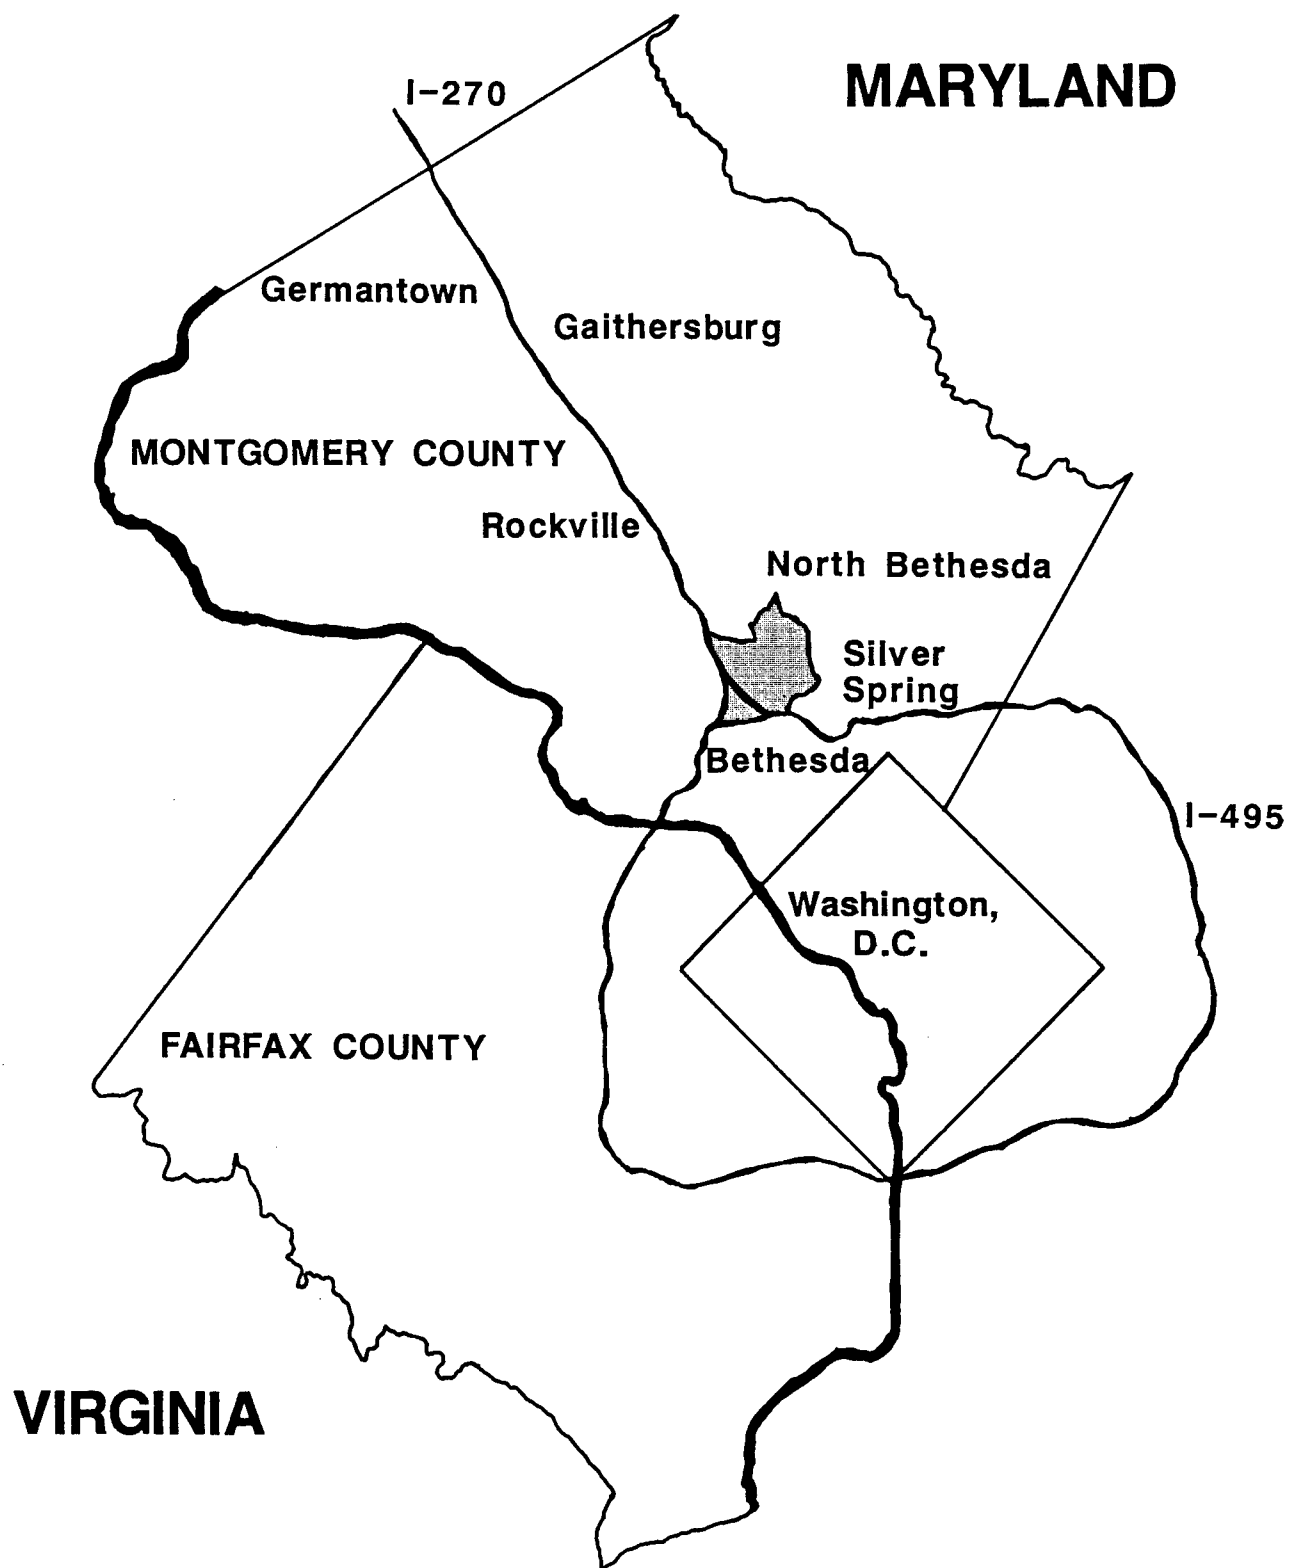 MARYLAND
I-270
Germantown
Gaithersburg
MONTGOMERY COUNTY
Rockville
North Bethesda
Silver
Spring
Bethesda
I-495
Washington,
D.C.
FAIRFAX COUNTY
VIRGINIA